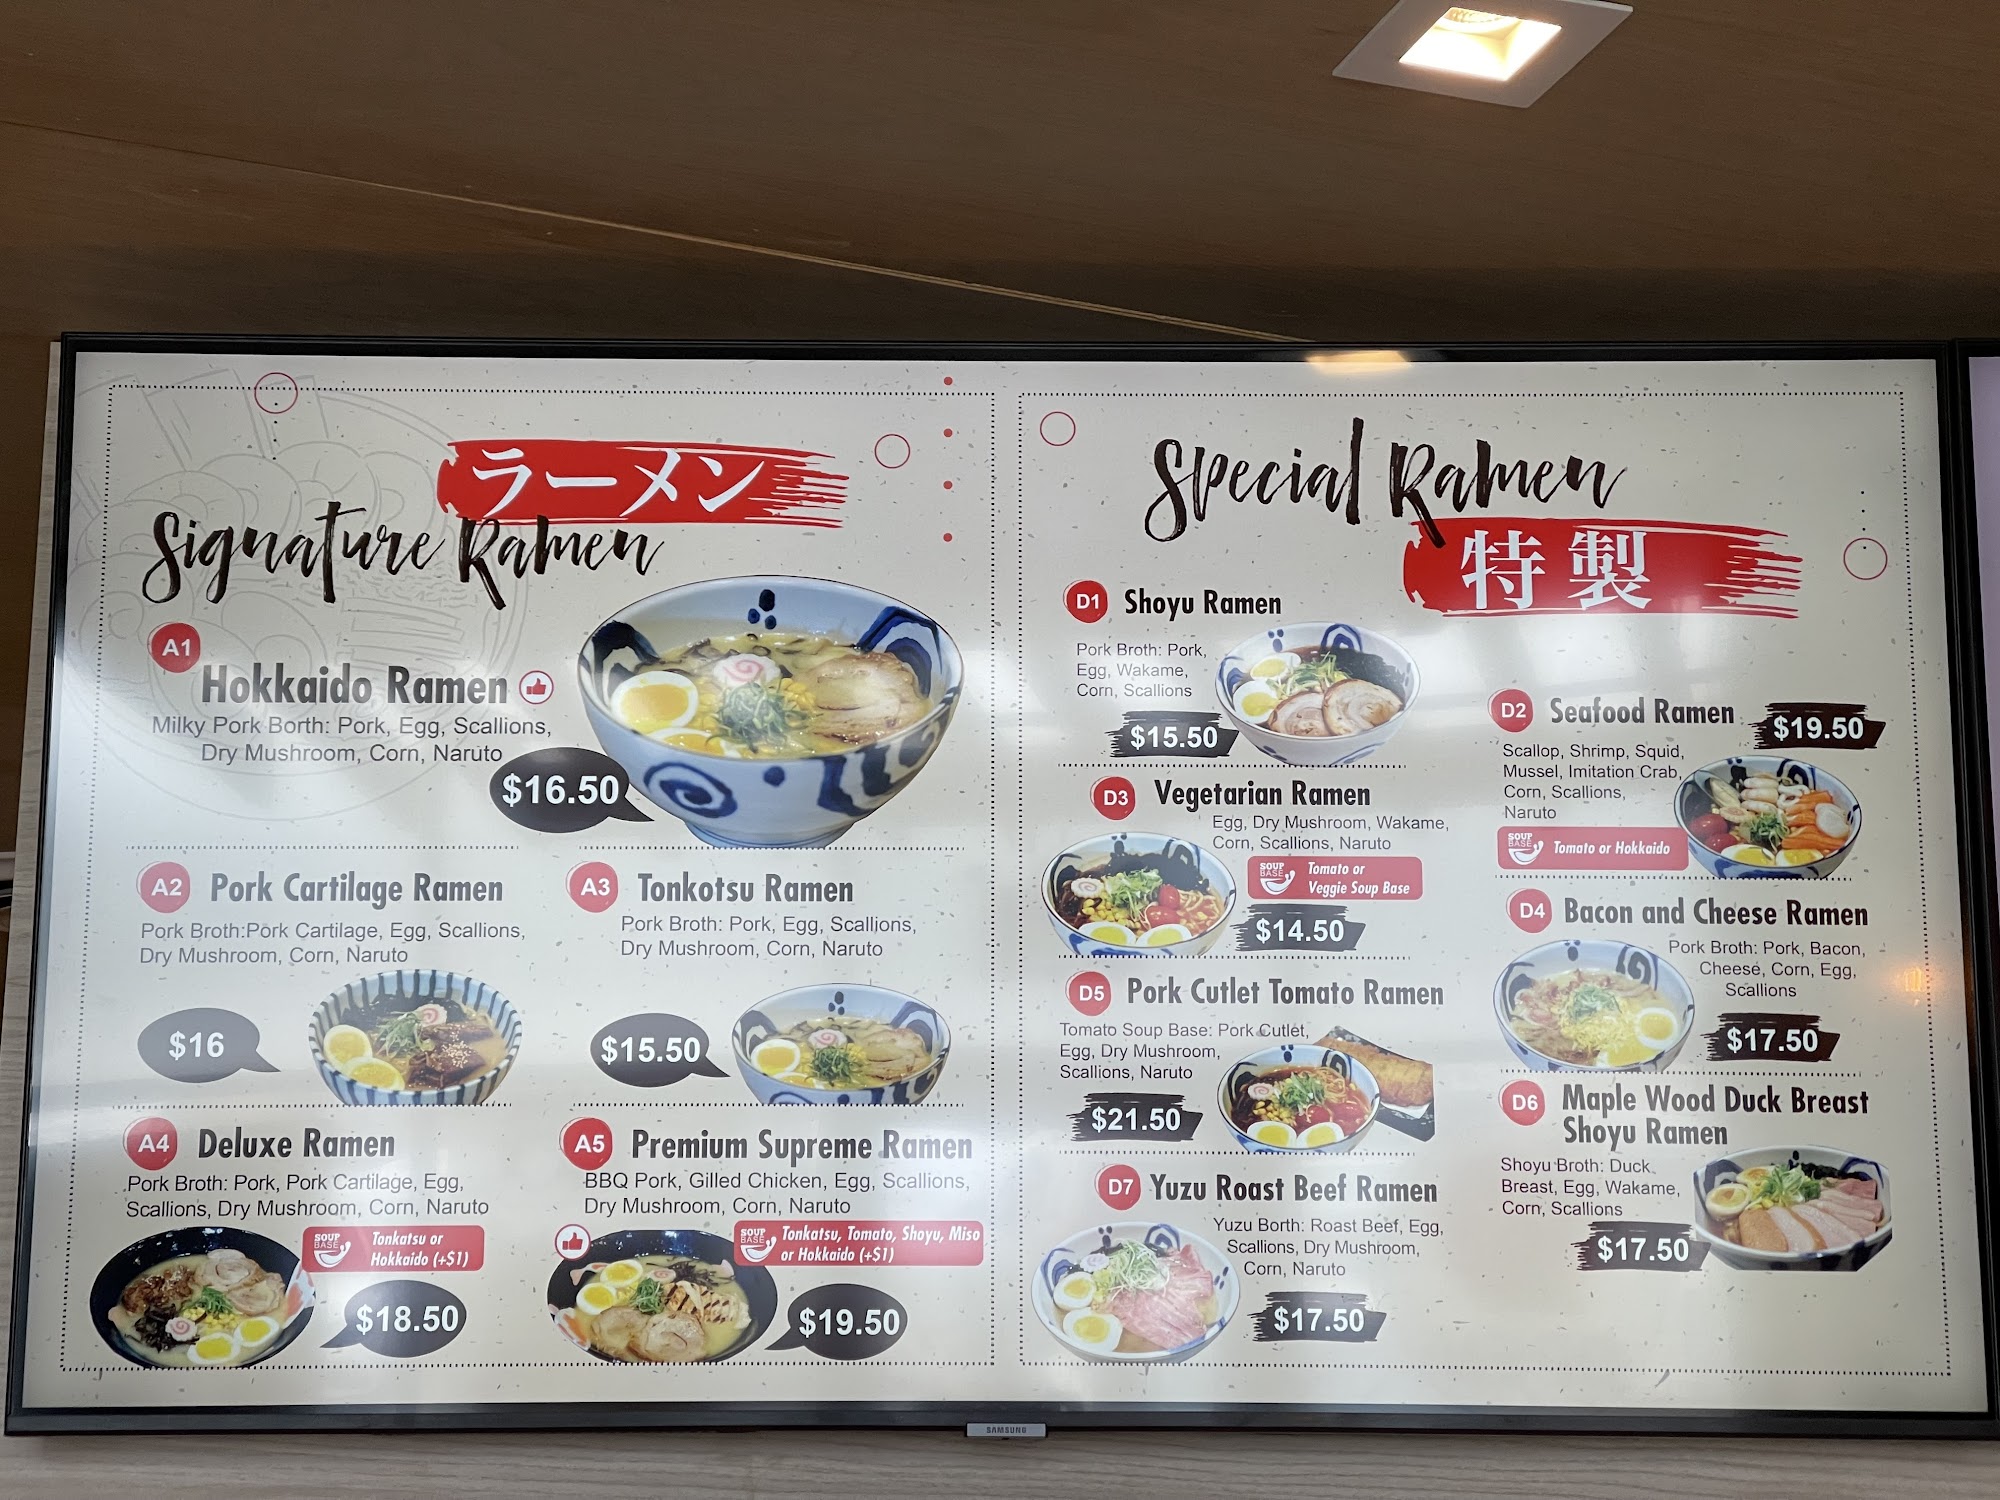 ラーメン
Signature Ramen
A1
Hokkaido Ramen
Milky Pork Borth: Pork, Egg, Scallions,
Dry Mushroom, Corn, Naruto
$16.50
A2 Pork Cartilage Ramen
Pork Broth:Pork Cartilage, Egg, Scallions,
Dry Mushroom, Corn, Naruto
$16
A3 Tonkotsu Ramen
Pork Broth: Pork, Egg, Scallions,
Dry Mushroom, Corn, Naruto
$15.50
A4 Deluxe Ramen
Pork Broth: Pork, Pork Cartilage, Egg,
Scallions, Dry Mushroom, Corn, Naruto
SOUP
BASE
Tonkatsu or
Hokkaido (+$1)
$18.50
A5 Premium Supreme Ramen
BBQ Pork, Gilled Chicken, Egg, Scallions,
Dry Mushroom, Corn, Naruto
SOUP
BASE
Tonkatsu, Tomato, Shoyu, Miso
or Hokkaido (+$1)
$19.50
Special Ramen
特製
D1 Shoyu Ramen
Pork Broth: Pork,
Egg, Wakame,
Corn, Scallions
$15.50
D2 Seafood Ramen
$19.50
Scallop, Shrimp, Squid,
Mussel, Imitation Crab,
Corn, Scallions,
Naruto
SOUP
BASE
Tomato or Hokkaido
D3 Vegetarian Ramen
Egg, Dry Mushroom, Wakame,
Corn, Scallions, Naruto
SOUP
BASE
Tomato or
Veggie Soup Base
$14.50
D4 Bacon and Cheese Ramen
Pork Broth: Pork, Bacon,
Cheese, Corn, Egg,
Scallions
$17.50
D5 Pork Cutlet Tomato Ramen
Tomato Soup Base: Pork Cutlet,
Egg, Dry Mushroom,
Scallions, Naruto
$21.50
D6 Maple Wood Duck Breast
Shoyu Ramen
Shoyu Broth: Duck
Breast, Egg, Wakame,
Corn, Scallions
$17.50
D7 Yuzu Roast Beef Ramen
Yuzu Borth: Roast Beef, Egg,
Scallions, Dry Mushroom,
Corn, Naruto
$17.50
SAMSUNG